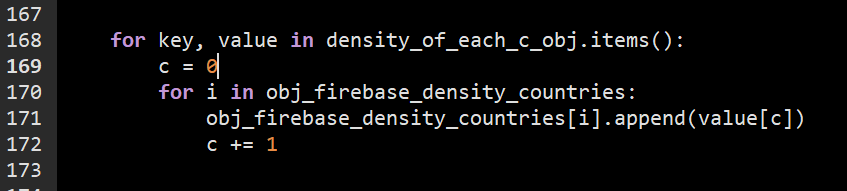 167
168 for key, value in density_of_each_c_obj.items():
169 c = 0
170 for i in obj_firebase_density_countries:
171 obj_firebase_density_countries[i].append(value[c])
172 c += 1
173